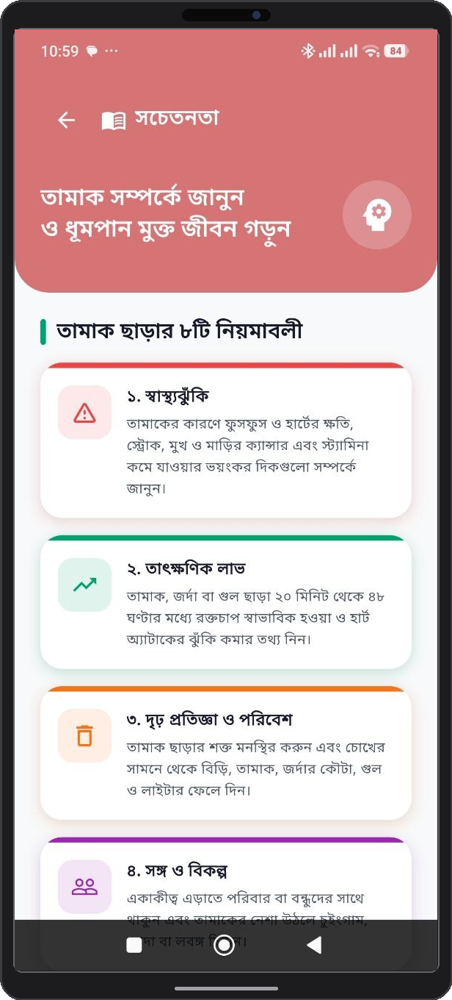 10:59
84
সচেতনতা
তামাক সম্পর্কে জানুন
ও ধূমপান মুক্ত জীবন গড়ুন
তামাক ছাড়ার ৮টি নিয়মাবলী
১. স্বাস্থ্যঝুঁকি
তামাকের কারণে ফুসফুস ও হার্টের ক্ষতি,
স্ট্রোক, মুখ ও মাড়ির ক্যান্সার এবং স্ট্যামিনা
কমে যাওয়ার ভয়ংকর দিকগুলো সম্পর্কে
জানুন।
২. তাৎক্ষণিক লাভ
তামাক, জর্দা বা গুল ছাড়া ২০ মিনিট থেকে ৪৮
ঘণ্টার মধ্যে রক্তচাপ স্বাভাবিক হওয়া ও হার্ট
অ্যাটাকের ঝুঁকি কমার তথ্য নিন।
৩. দৃঢ় প্রতিজ্ঞা ও পরিবেশ
তামাক ছাড়ার শক্ত মনস্থির করুন এবং চোখের
সামনে থেকে বিড়ি, তামাক, জর্দার কৌটা, গুল
ও লাইটার ফেলে দিন।
৪. সঙ্গ ও বিকল্প
একাকীত্ব এড়াতে পরিবার বা বন্ধুদের সাথে
থাকুন এবং তামাকের নেশা উঠলে চুইংগাম,
বা লবঙ্গ